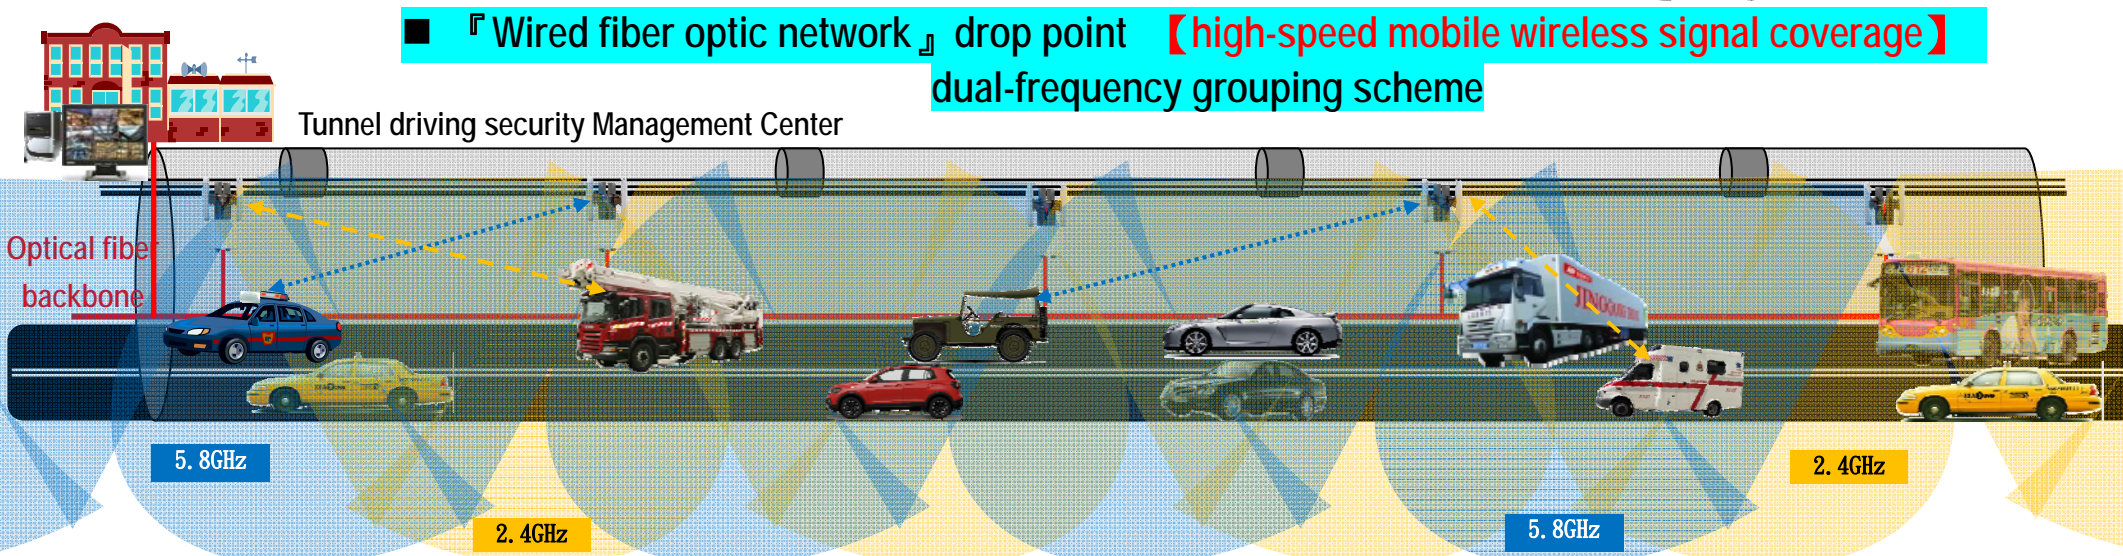 ■ 『Wired fiber optic network』 drop point 【high-speed mobile wireless signal coverage】
dual-frequency grouping scheme
Tunnel driving security Management Center
Optical fiber
backbone
5.8GHz
2.4GHz
5.8GHz
2.4GHz